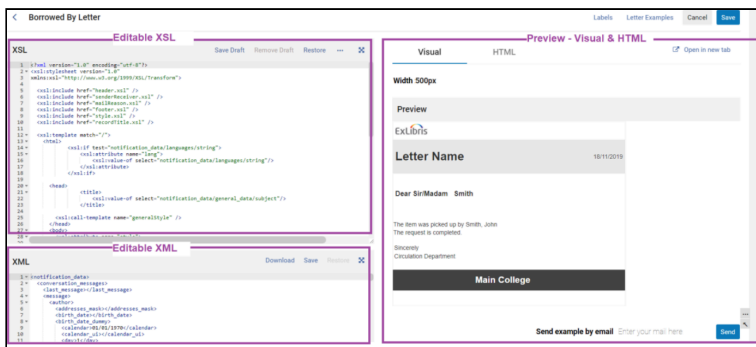 < Borrowed By Letter
Labels Letter Examples Cancel Save
Editable XSL
XSL Save Draft Remove Draft Restore ...
1 <?xml version="1.0" encoding="utf-8"?>
2 <xsl:stylesheet version="1.0"
3 xmlns:xsl="http://www.w3.org/1999/XSL/Transform">
4
5 <xsl:include href="header.xsl" />
6 <xsl:include href="senderReceiver.xsl" />
7 <xsl:include href="mailReason.xsl" />
8 <xsl:include href="footer.xsl" />
9 <xsl:include href="style.xsl" />
10 <xsl:include href="recordTitle.xsl" />
11
12 <xsl:template match="/">
13 <html>
14 <xsl:if test="notification_data/languages/string">
15 <xsl:attribute name="lang">
16 <xsl:value-of select="notification_data/languages/string"/>
17 </xsl:attribute>
18 </xsl:if>
19
20 <head>
21 <title>
22 <xsl:value-of select="notification_data/general_data/subject"/>
23 </title>
24
25 <xsl:call-template name="generalStyle" />
26 </head>
27 <body>
Editable XML
XML Download Save Remove
1 <notification_data>
2 <conversation_messages>
3 <last_message></last_message>
4 <message>
5 <author>
6 <addresses_mask></addresses_mask>
7 <birth_date></birth_date>
8 <birth_date_dummy>
9 <calendar>01/01/1970</calendar>
10 <calendar_ui></calendar_ui>
11 <day>1</day>
Preview - Visual & HTML
Visual HTML Open in new tab
Width 500px
Preview
ExLibris
Letter Name 18/11/2019
Dear Sir/Madam Smith
The item was picked up by Smith, John
The request is completed.
Sincerely
Circulation Department
Main College
Send example by email Enter your mail here Send